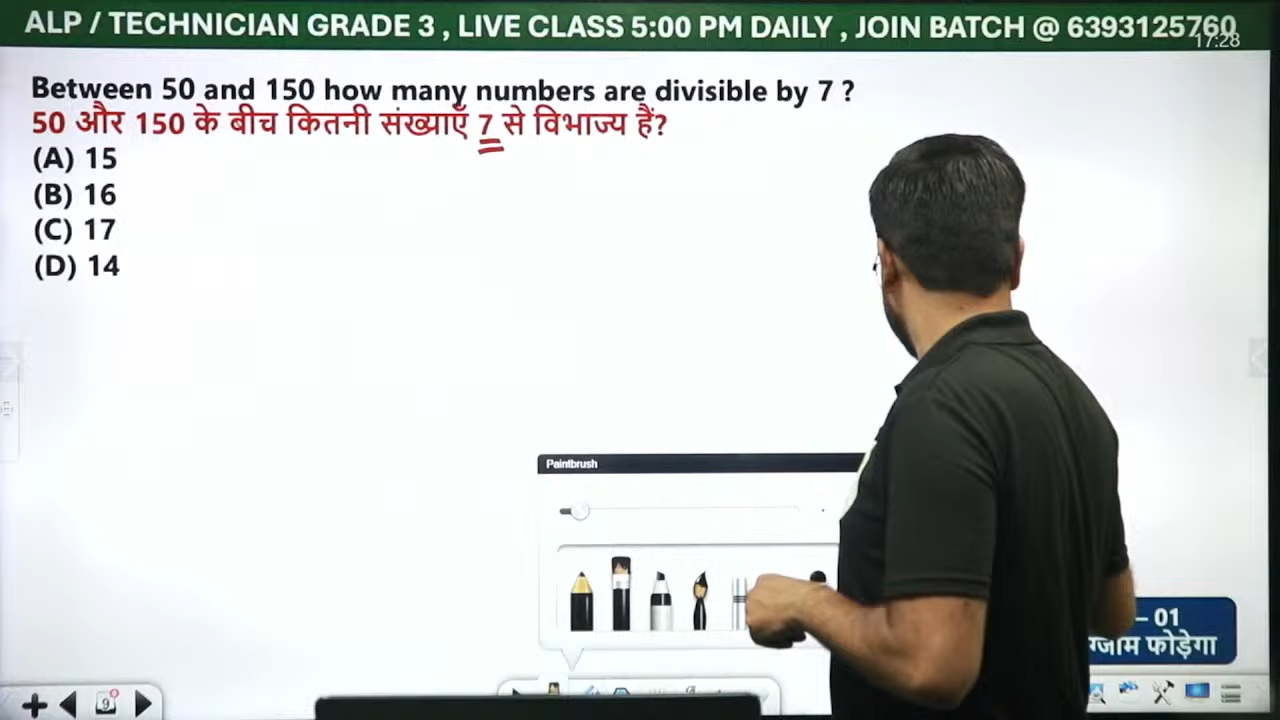 ALP / TECHNICIAN GRADE 3 , LIVE CLASS 5:00 PM DAILY , JOIN BATCH @ 6393125760
17:28
Between 50 and 150 how many numbers are divisible by 7 ?
50 और 150 के बीच कितनी संख्याएँ 7 से विभाज्य हैं?
(A) 15
(B) 16
(C) 17
(D) 14
Paintbrush
– 01
फोड़ेगा
9